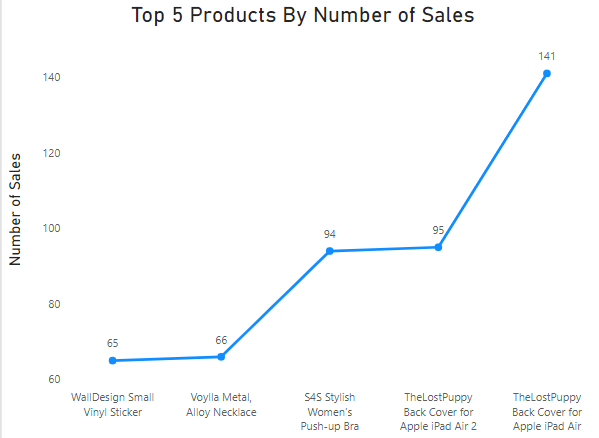 Top 5 Products By Number of Sales
Number of Sales
140
120
100
80
60
65
66
94
95
141
WallDesign Small
Vinyl Sticker
Voylla Metal,
Alloy Necklace
S4S Stylish
Women's
Push-up Bra
TheLostPuppy
Back Cover for
Apple iPad Air 2
TheLostPuppy
Back Cover for
Apple iPad Air